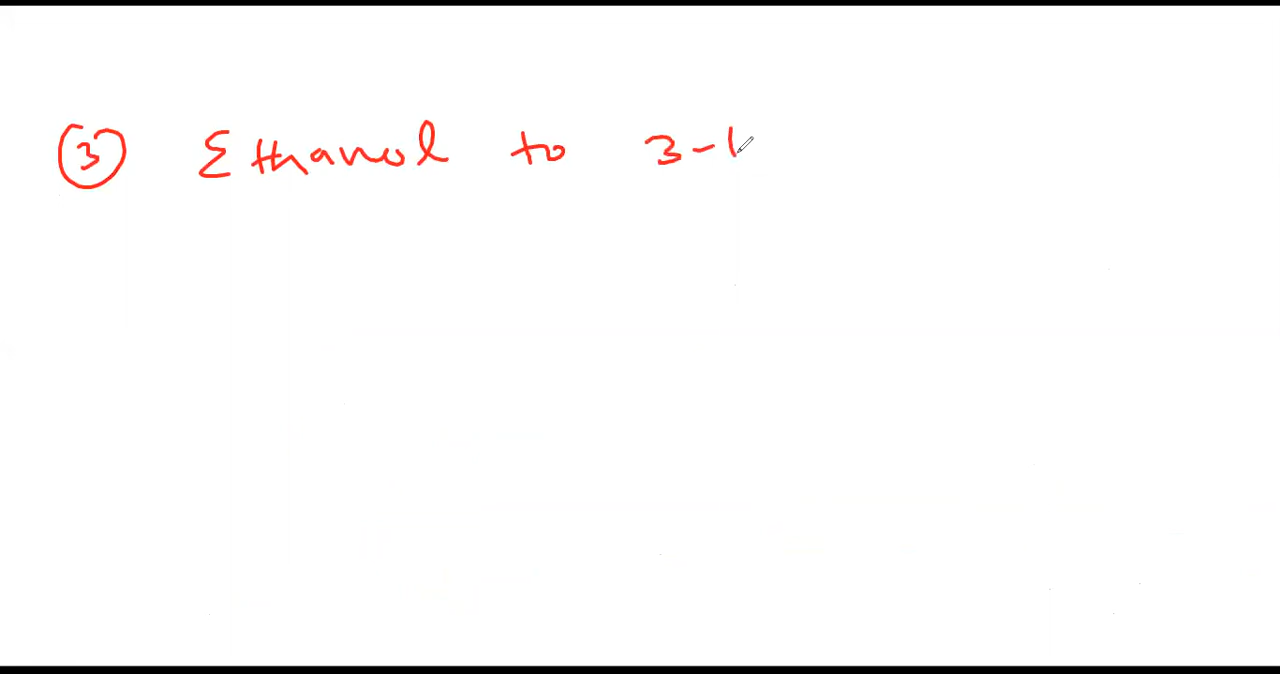 ③ Ethanol to 3-